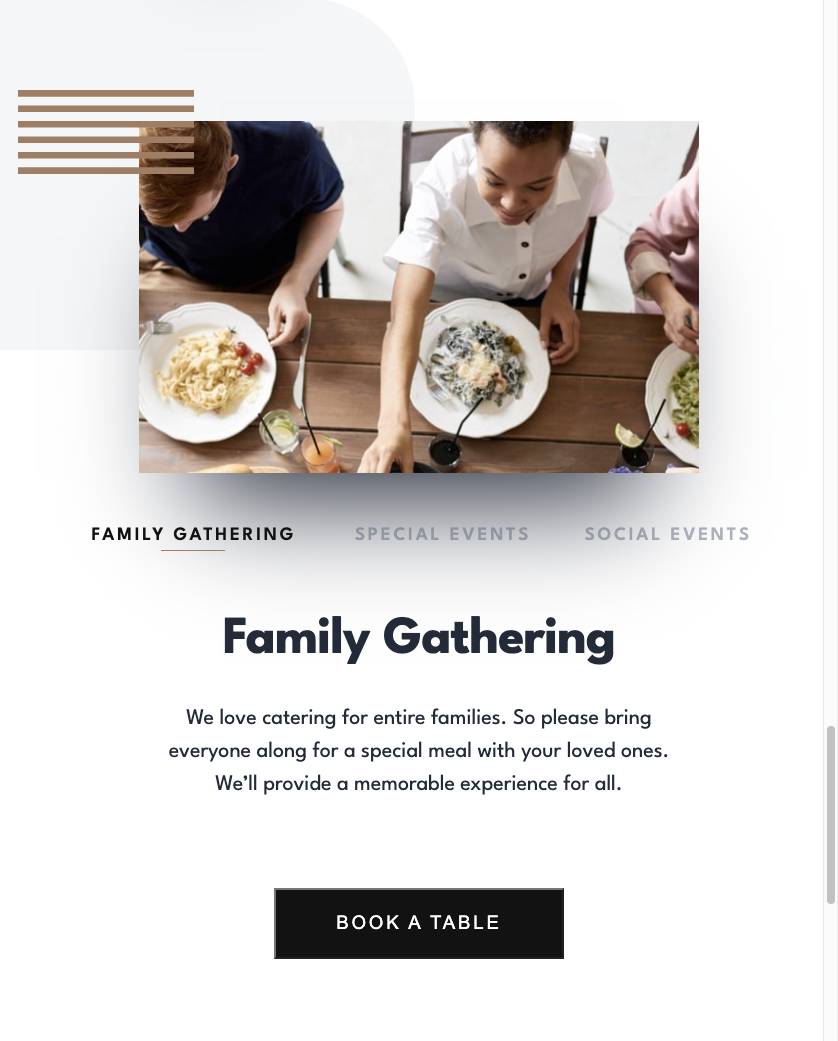 FAMILY GATHERING SPECIAL EVENTS SOCIAL EVENTS
Family Gathering
We love catering for entire families. So please bring
everyone along for a special meal with your loved ones.
We’ll provide a memorable experience for all.
BOOK A TABLE